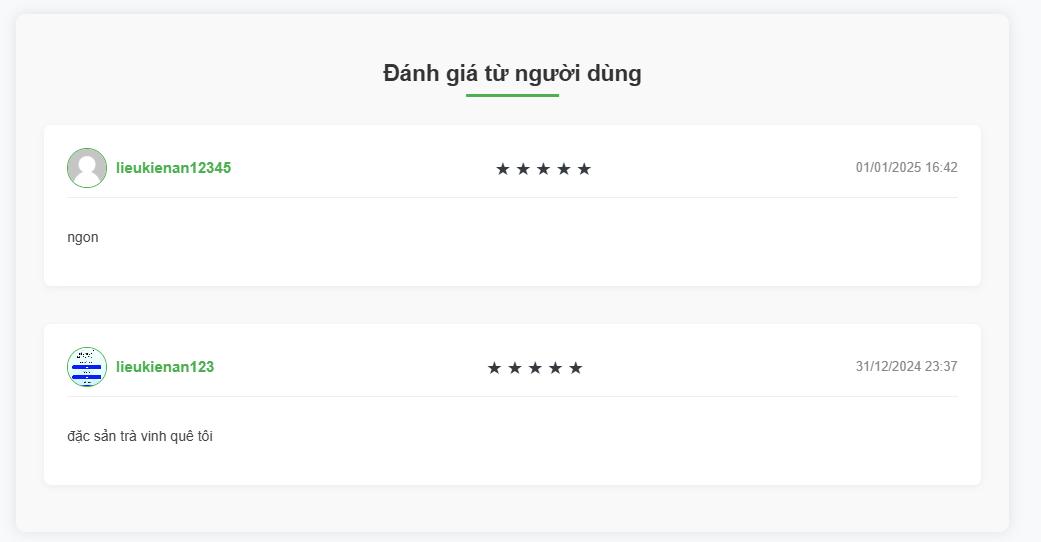 Đánh giá từ người dùng
lieukienan12345 ★ ★ ★ ★ ★ 01/01/2025 16:42
ngon
lieukienan123 ★ ★ ★ ★ ★ 31/12/2024 23:37
đặc sản trà vinh quê tôi